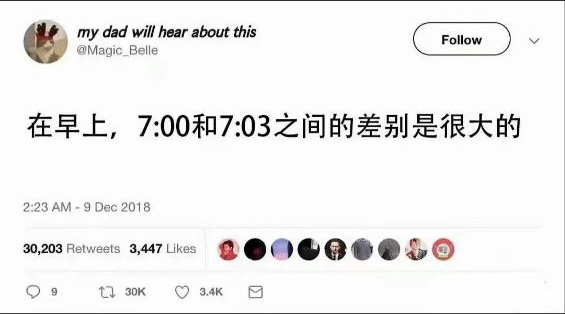 my dad will hear about this
@Magic_Belle
Follow
在早上，7:00和7:03之间的差别是很大的
2:23 AM - 9 Dec 2018
30,203 Retweets 3,447 Likes
9 30K 3.4K